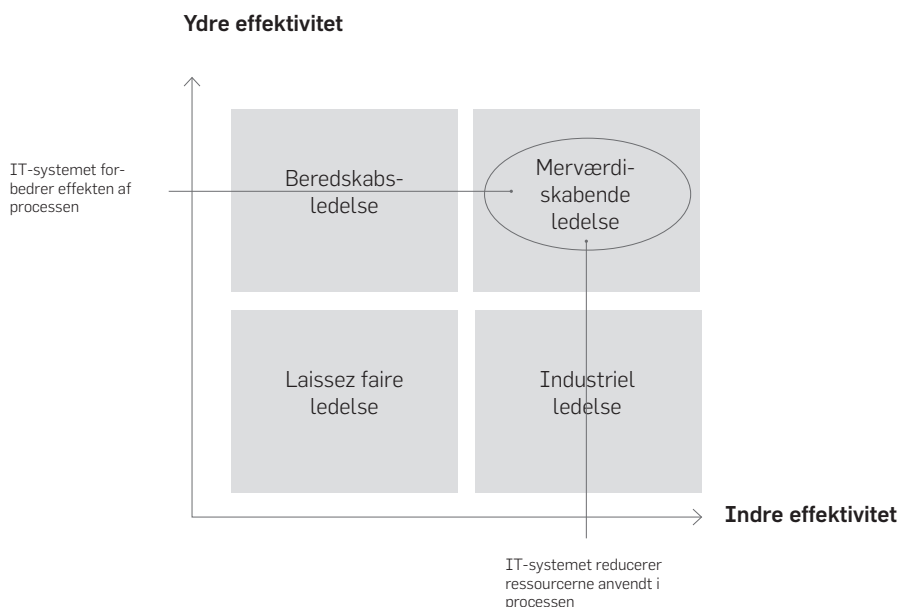 Ydre effektivitet
IT-systemet for-
bedrer effekten af
processen
Beredskabs-
ledelse
Merværdi-
skabende
ledelse
Laissez faire
ledelse
Industriel
ledelse
Indre effektivitet
IT-systemet reducerer
ressourcerne anvendt i
processen